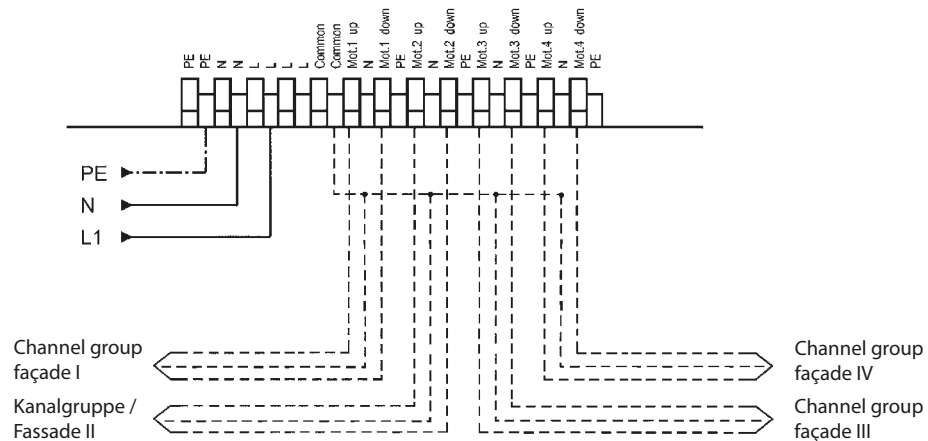 PE
PE
N
N
L
L
L
L
Common
Common
Mot.1 up
N
Mot.1 down
PE
Mot.2 up
N
Mot.2 down
PE
Mot.3 up
N
Mot.3 down
PE
Mot.4 up
N
Mot.4 down
PE
PE
N
L1
Channel group
façade I
Kanalgruppe /
Fassade II
Channel group
façade IV
Channel group
façade III